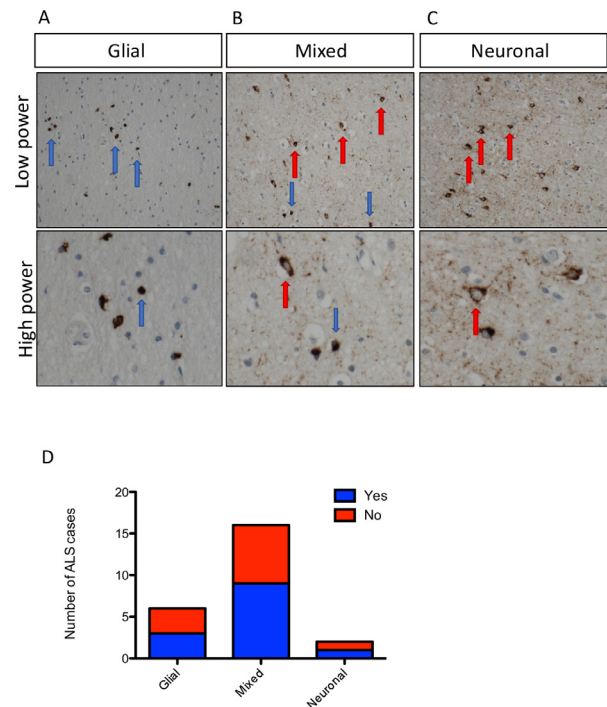 A B C
Glial Mixed Neuronal
Low power
High power
D
Number of ALS cases
20
15
10
5
0
Yes
No
Glial Mixed Neuronal